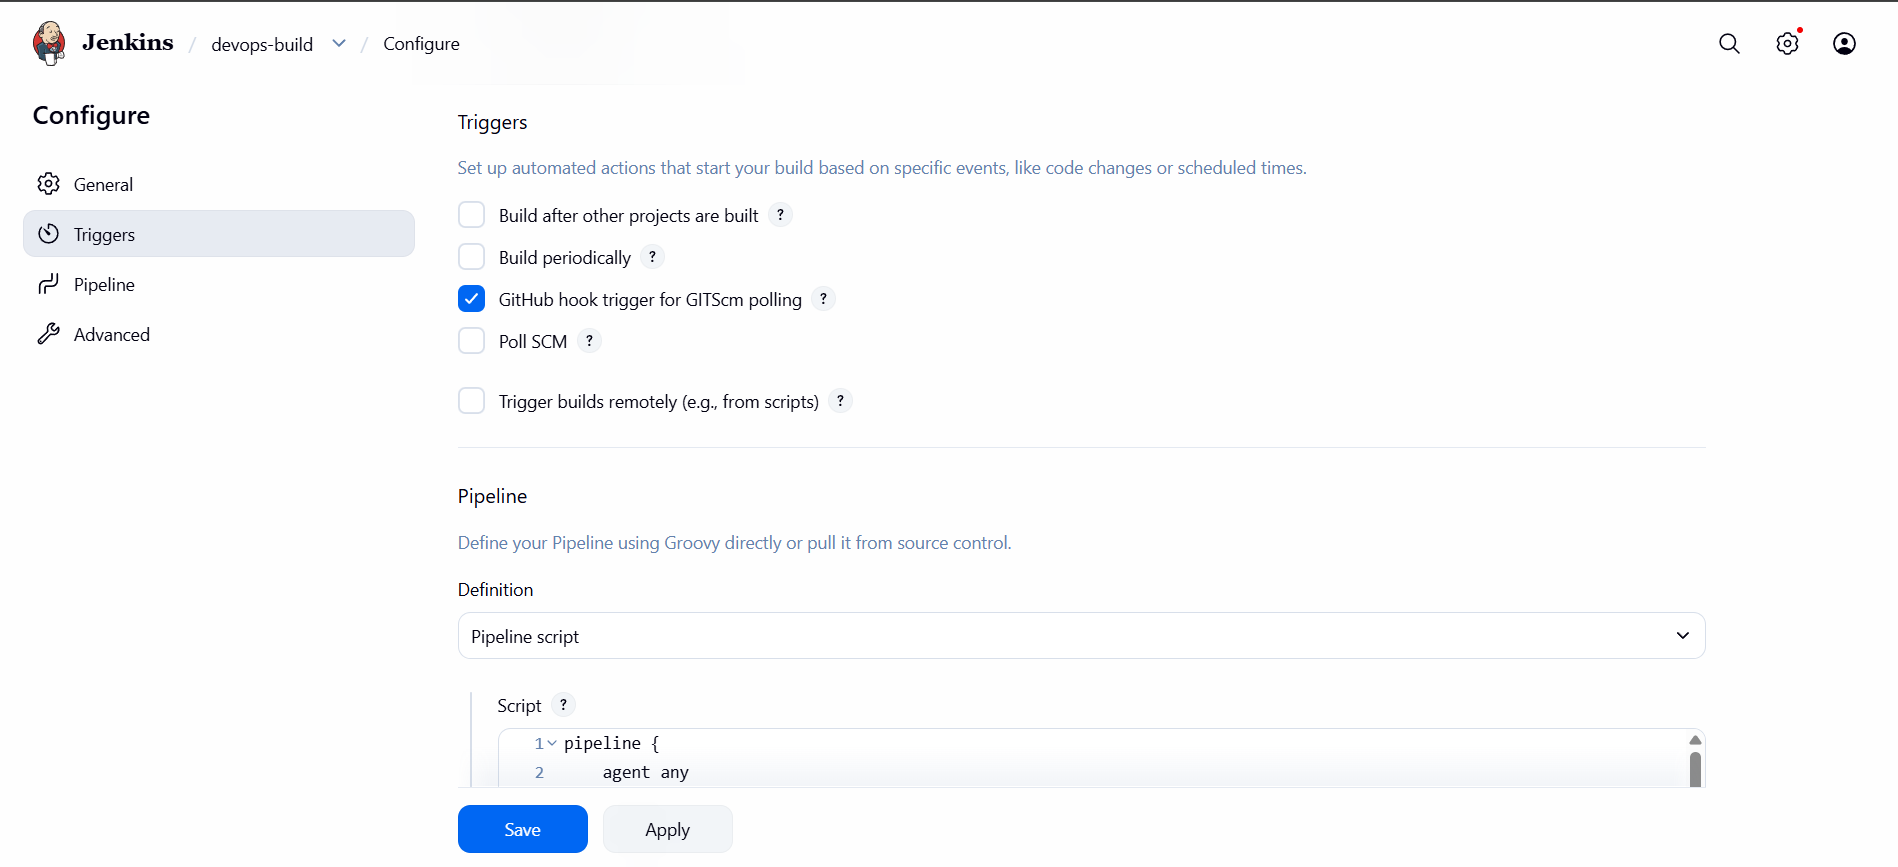 Jenkins / devops-build / Configure
Configure
General
Triggers
Pipeline
Advanced
Triggers
Set up automated actions that start your build based on specific events, like code changes or scheduled times.
Build after other projects are built ?
Build periodically ?
GitHub hook trigger for GITScm polling ?
Poll SCM ?
Trigger builds remotely (e.g., from scripts) ?
Pipeline
Define your Pipeline using Groovy directly or pull it from source control.
Definition
Pipeline script
Script ?
1 pipeline {
2 agent any
Save Apply